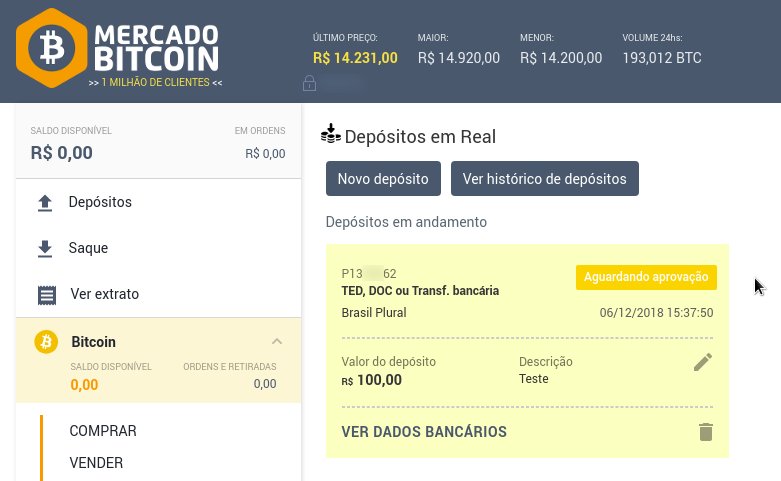 MERCADO
BITCOIN
>> 1 MILHÃO DE CLIENTES <<
ÚLTIMO PREÇO: MAIOR: MENOR: VOLUME 24hs:
R$ 14.231,00 R$ 14.920,00 R$ 14.200,00 193,012 BTC
SALDO DISPONÍVEL EM ORDENS
R$ 0,00 R$ 0,00
Depósitos
Saque
Ver extrato
Bitcoin
SALDO DISPONÍVEL ORDENS E RETIRADAS
0,00 0,00
COMPRAR
VENDER
Depósitos em Real
Novo depósito Ver histórico de depósitos
Depósitos em andamento
P13 62 Aguardando aprovação
TED, DOC ou Transf. bancária
Brasil Plural 06/12/2018 15:37:50
Valor do depósito Descrição
R$ 100,00 Teste
VER DADOS BANCÁRIOS